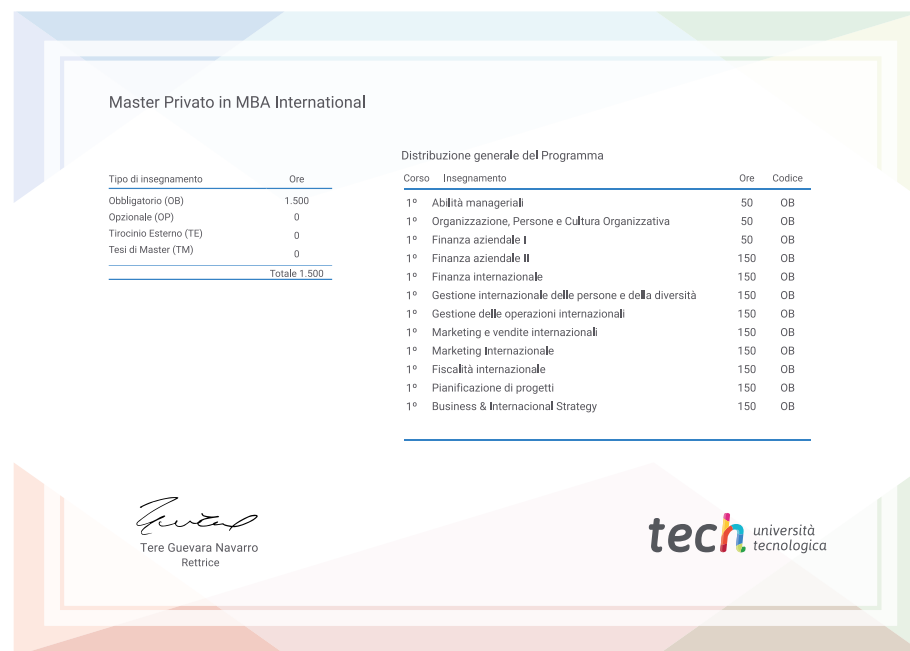 Master Privato in MBA International
Tipo di insegnamento Ore
Obbligatorio (OB) 1.500
Opzionale (OP) 0
Tirocinio Esterno (TE) 0
Tesi di Master (TM) 0
Totale 1.500
Distribuzione generale del Programma
Corso Insegnamento Ore Codice
1º Abilità manageriali 50 OB
1º Organizzazione, Persone e Cultura Organizzativa 50 OB
1º Finanza aziendale I 50 OB
1º Finanza aziendale II 150 OB
1º Finanza internazionale 150 OB
1º Gestione internazionale delle persone e della diversità 150 OB
1º Gestione delle operazioni internazionali 150 OB
1º Marketing e vendite internazionali 150 OB
1º Marketing Internazionale 150 OB
1º Fiscalità internazionale 150 OB
1º Pianificazione di progetti 150 OB
1º Business & Internacional Strategy 150 OB
Tere Guevara Navarro
Rettrice
tech università
tecnologica